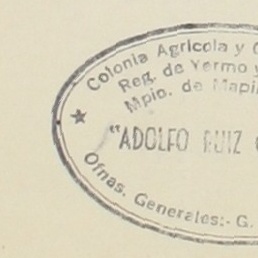 Colonia Agricola y
Reg. de Yermo y
Mpio. de Mapi
"ADOLFO RUIZ
Ofnas. Generales:- G.